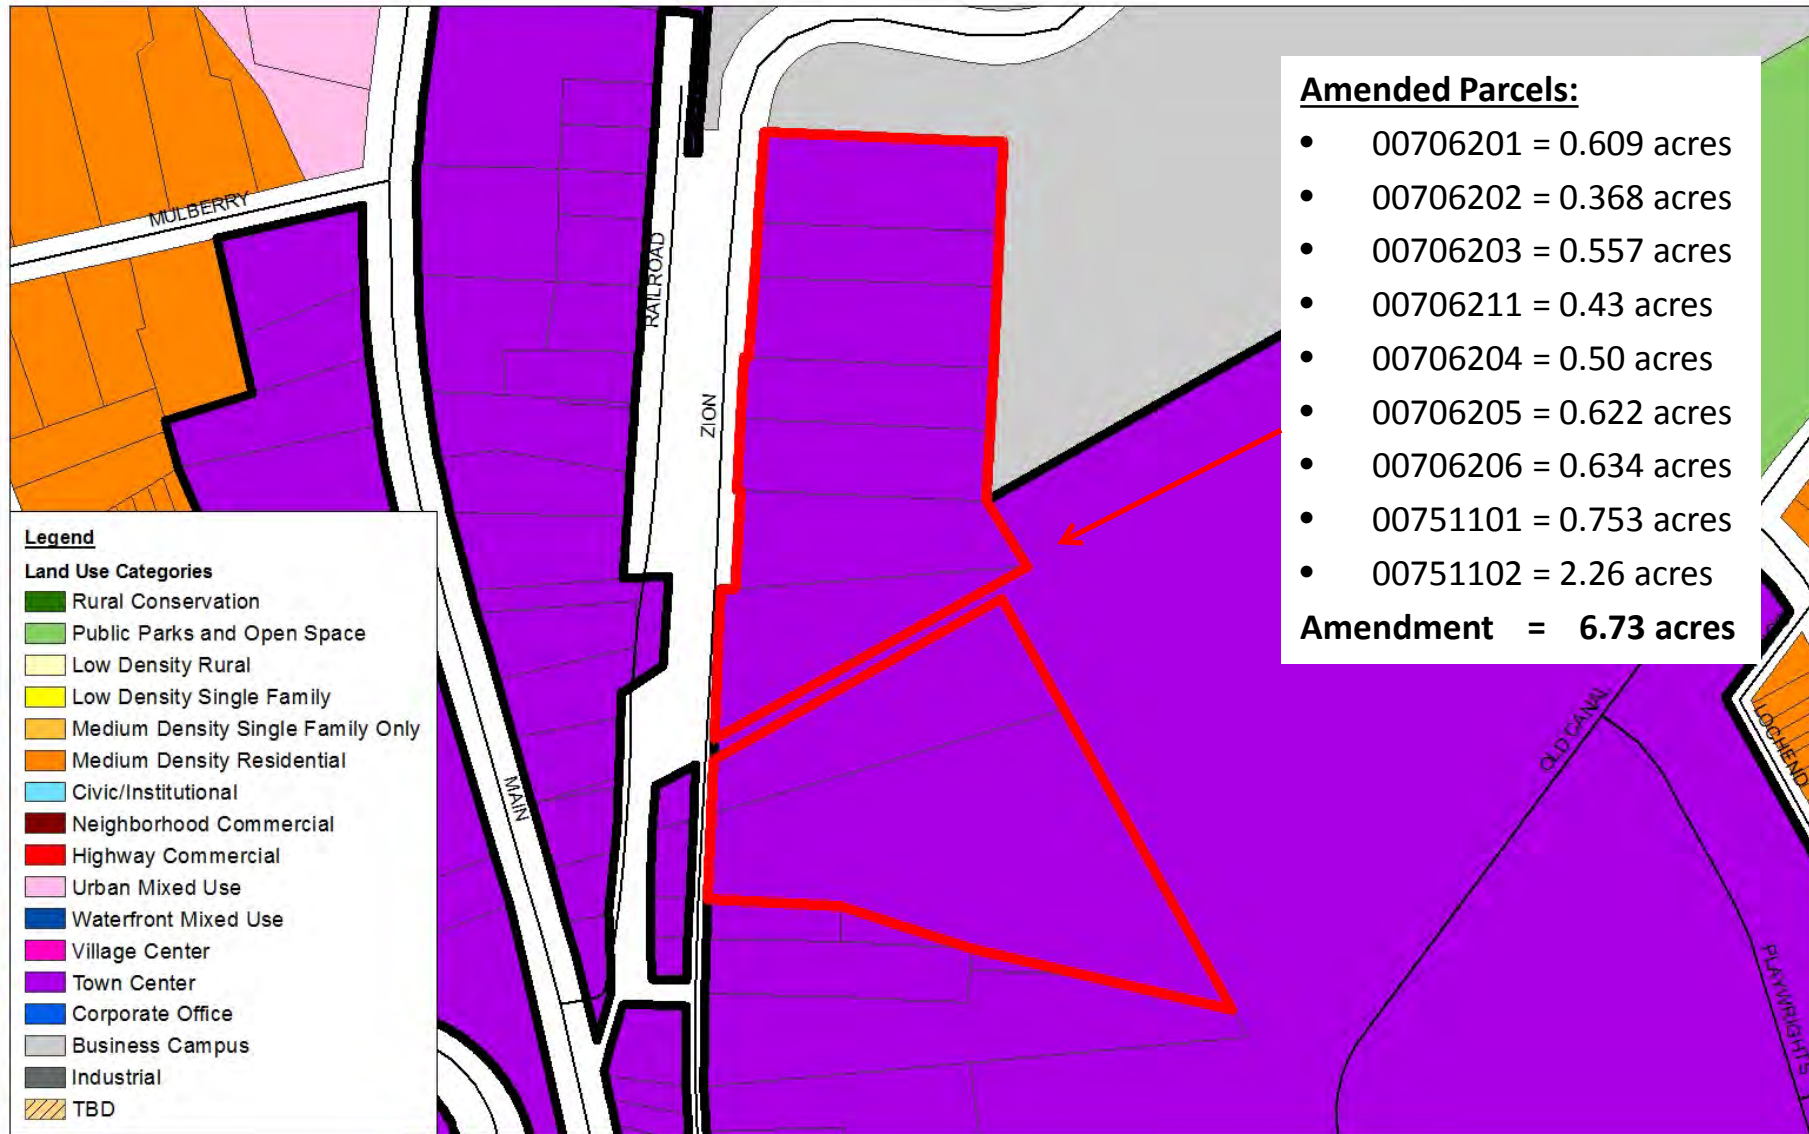 MULBERRY
RAILROAD
ZION
MAIN
OLD CANAL
LOCHEND
PLAYWRIGHTS
Amended Parcels:
• 00706201 = 0.609 acres
• 00706202 = 0.368 acres
• 00706203 = 0.557 acres
• 00706211 = 0.43 acres
• 00706204 = 0.50 acres
• 00706205 = 0.622 acres
• 00706206 = 0.634 acres
• 00751101 = 0.753 acres
• 00751102 = 2.26 acres
Amendment = 6.73 acres
Legend
Land Use Categories
Rural Conservation
Public Parks and Open Space
Low Density Rural
Low Density Single Family
Medium Density Single Family Only
Medium Density Residential
Civic/Institutional
Neighborhood Commercial
Highway Commercial
Urban Mixed Use
Waterfront Mixed Use
Village Center
Town Center
Corporate Office
Business Campus
Industrial
TBD